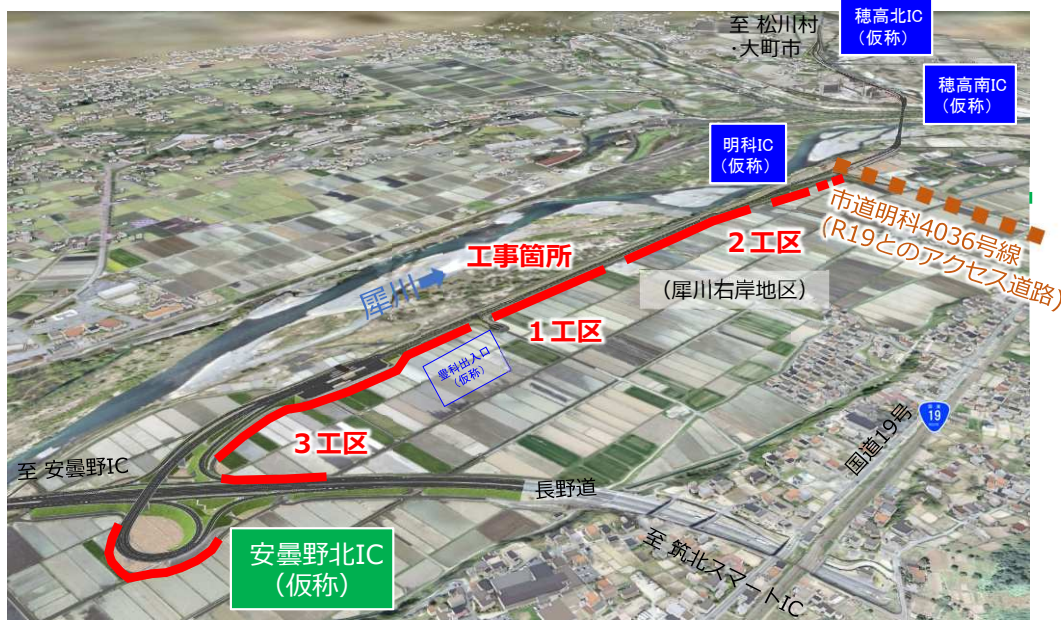 至 松川村
・大町市
穂高北IC
（仮称）
穂高南IC
（仮称）
明科IC
（仮称）
市道明科4036号線
（R19とのアクセス道路）
工事箇所
2工区
犀川
（犀川右岸地区）
1工区
豊科出入口
（仮称）
3工区
19
国道19号
至 安曇野IC
長野道
至 筑北スマートIC
安曇野北IC
（仮称）